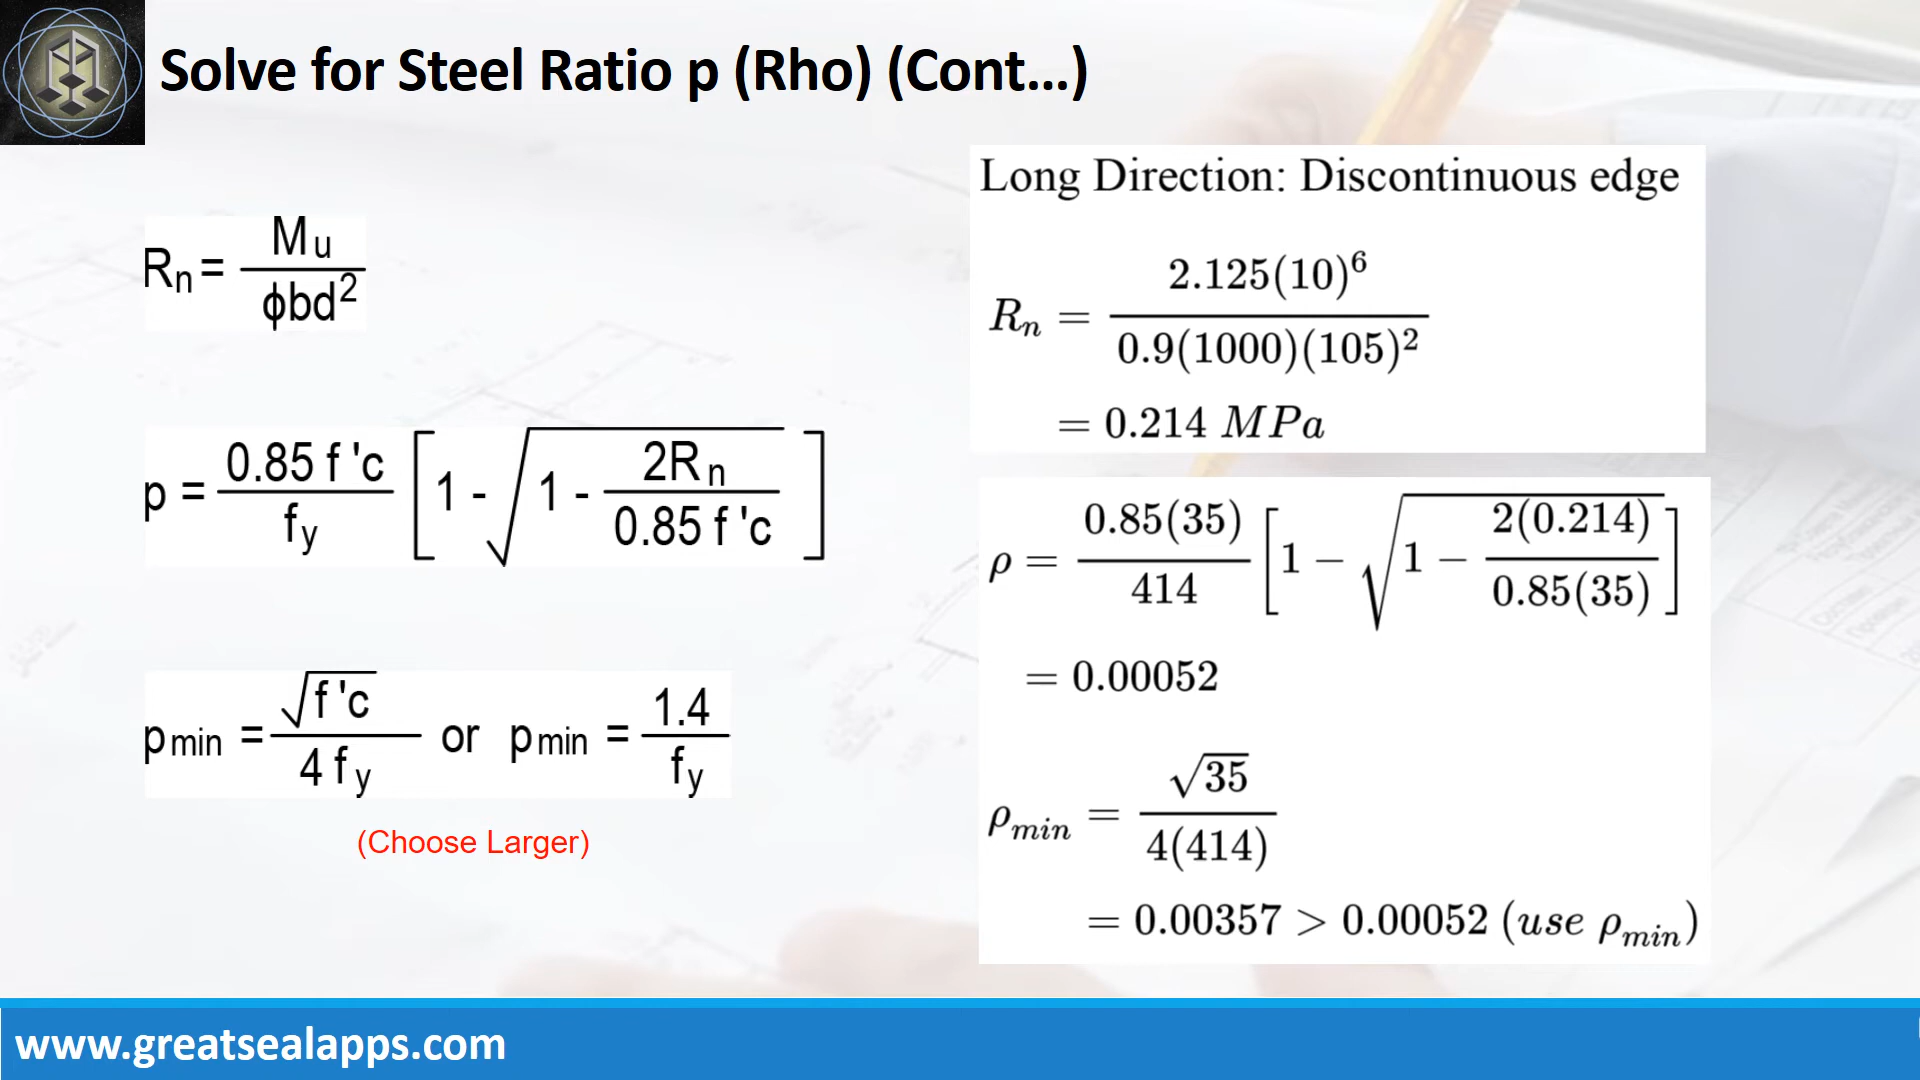 Solve for Steel Ratio p (Rho) (Cont...)
Rn = Mu / ϕbd²
p = 0.85 f 'c / fy [1 - √(1 - 2Rn / 0.85 f 'c)]
pmin = √f 'c / 4 fy or pmin = 1.4 / fy
(Choose Larger)
Long Direction: Discontinuous edge
Rn = 2.125(10)⁶ / 0.9(1000)(105)²
= 0.214 MPa
ρ = 0.85(35) / 414 [1 − √(1 − 2(0.214) / 0.85(35))]
= 0.00052
ρmin = √35 / 4(414)
= 0.00357 > 0.00052 (use ρmin)
www.greatsealapps.com